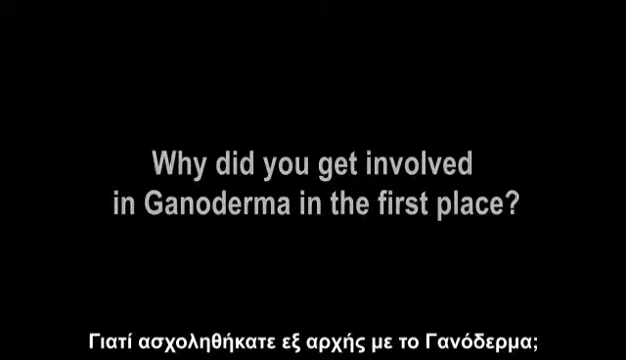 Why did you get involved
in Ganoderma in the first place?
Γιατί ασχοληθήκατε εξ αρχής με το Γανόδερμα;